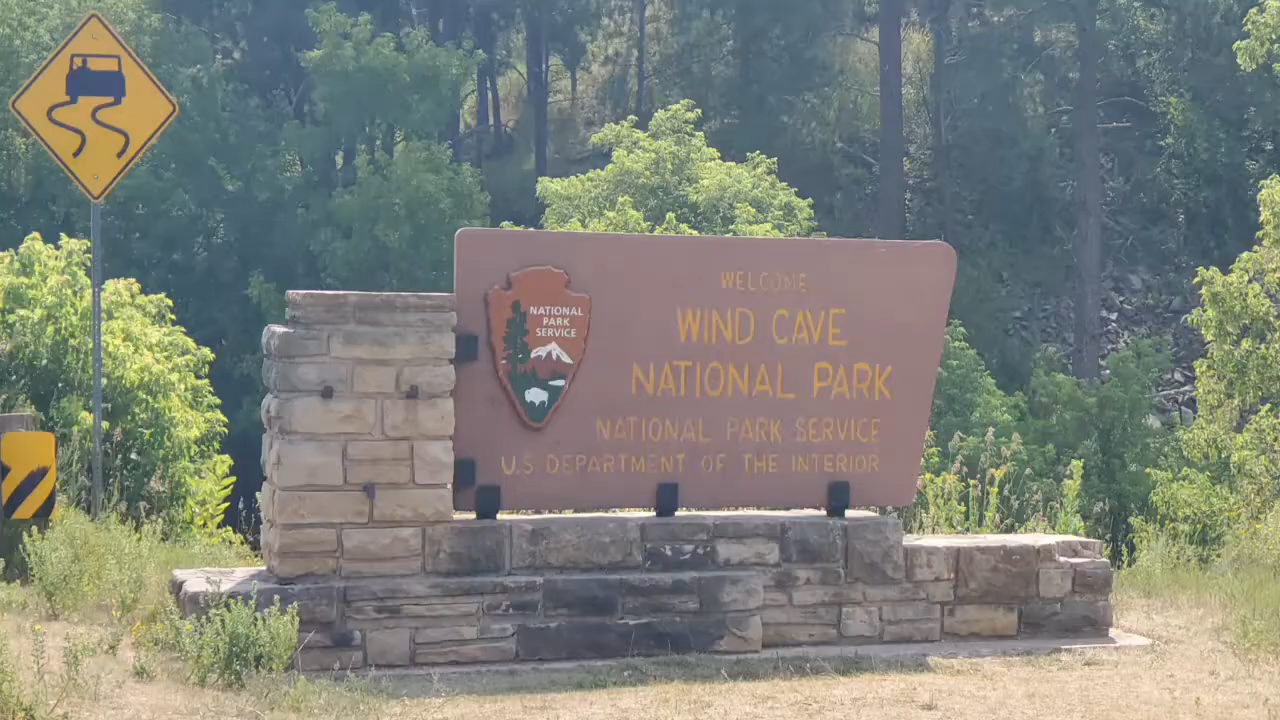 NATIONAL
PARK
SERVICE
WELCOME
WIND CAVE
NATIONAL PARK
NATIONAL PARK SERVICE
U.S DEPARTMENT OF THE INTERIOR